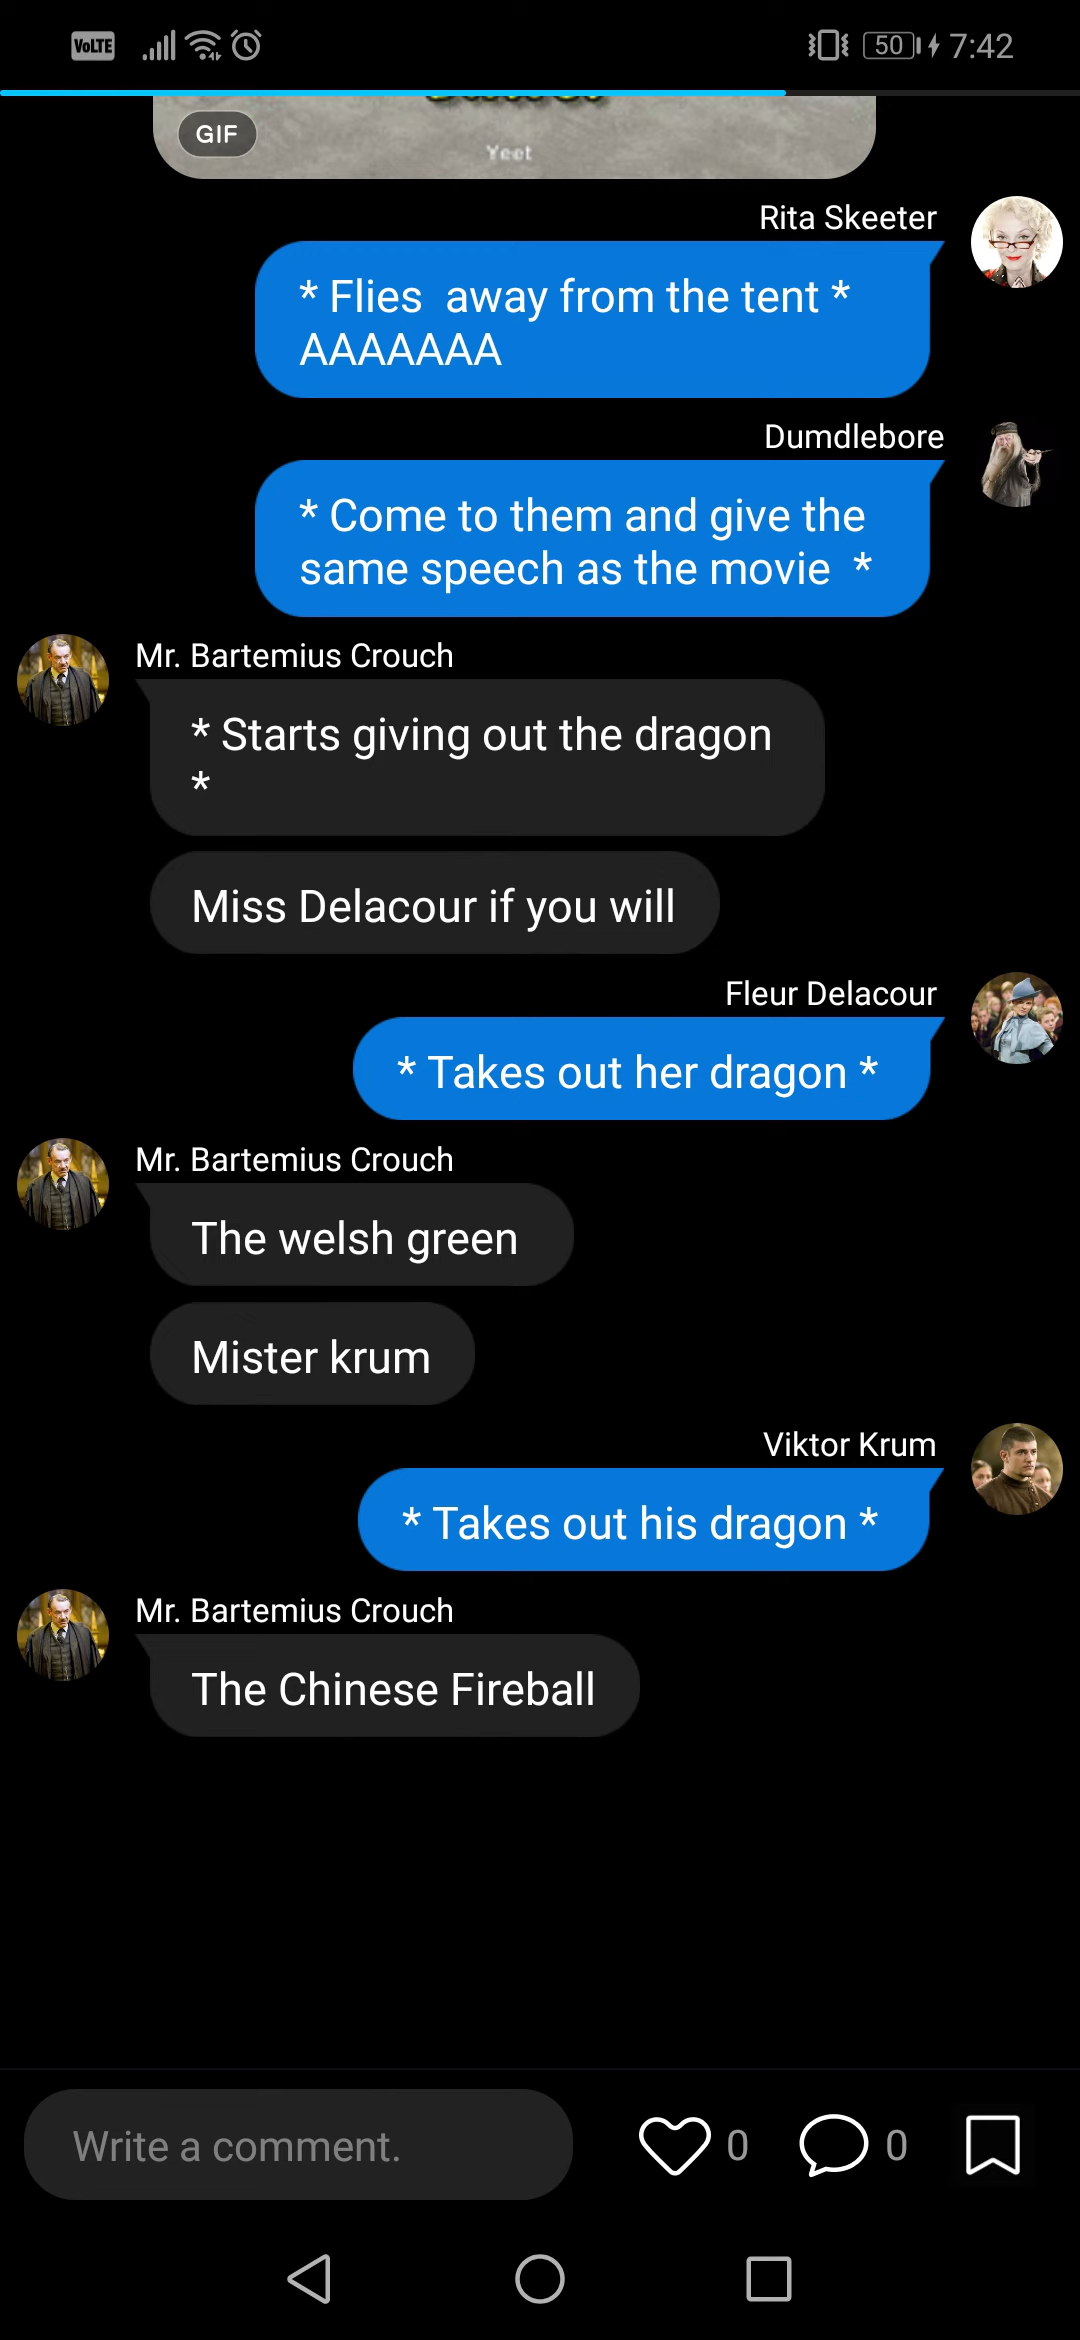 VoLTE 50 7:42
GIF
Yeet
Rita Skeeter
* Flies  away from the tent *
AAAAAAA
Dumdlebore
* Come to them and give the
same speech as the movie  *
Mr. Bartemius Crouch
* Starts giving out the dragon
*
Miss Delacour if you will
Fleur Delacour
* Takes out her dragon *
Mr. Bartemius Crouch
The welsh green
Mister krum
Viktor Krum
* Takes out his dragon *
Mr. Bartemius Crouch
The Chinese Fireball
Write a comment.
0
0